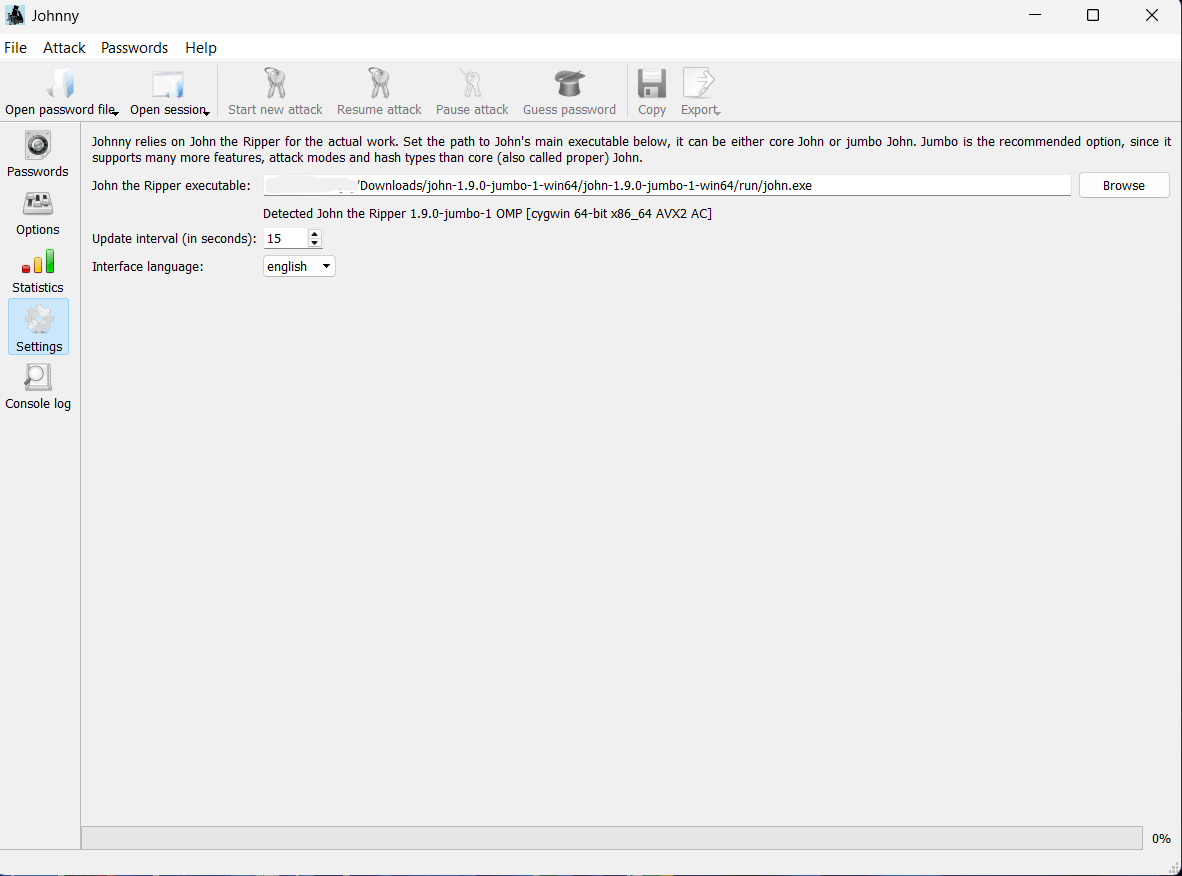 Johnny
File Attack Passwords Help
Open password file Open session Start new attack Resume attack Pause attack Guess password Copy Export
Passwords
Options
Statistics
Settings
Console log
Johnny relies on John the Ripper for the actual work. Set the path to John's main executable below, it can be either core John or jumbo John. Jumbo is the recommended option, since it
supports many more features, attack modes and hash types than core (also called proper) John.
John the Ripper executable: /Downloads/john-1.9.0-jumbo-1-win64/john-1.9.0-jumbo-1-win64/run/john.exe Browse
Detected John the Ripper 1.9.0-jumbo-1 OMP [cygwin 64-bit x86_64 AVX2 AC]
Update interval (in seconds): 15
Interface language: english
0%